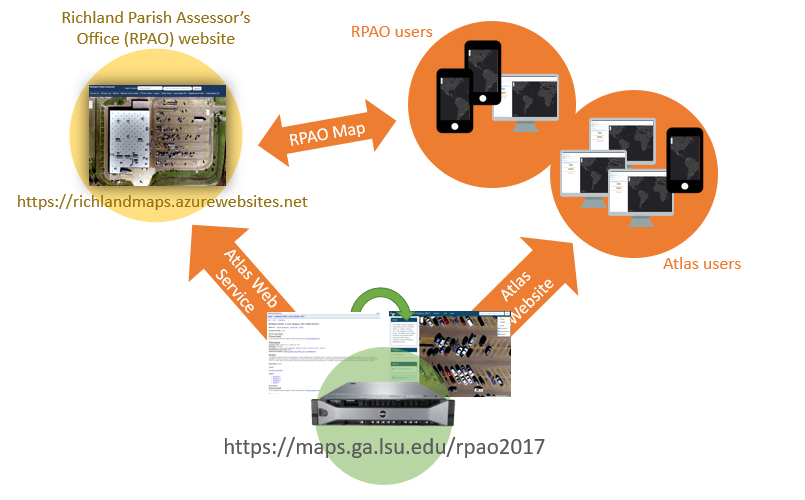 Richland Parish Assessor's
Office (RPAO) website
RPAO users
RPAO Map
https://richlandmaps.azurewebsites.net
Atlas users
Atlas Web
Service
Atlas
Website
https://maps.ga.lsu.edu/rpao2017